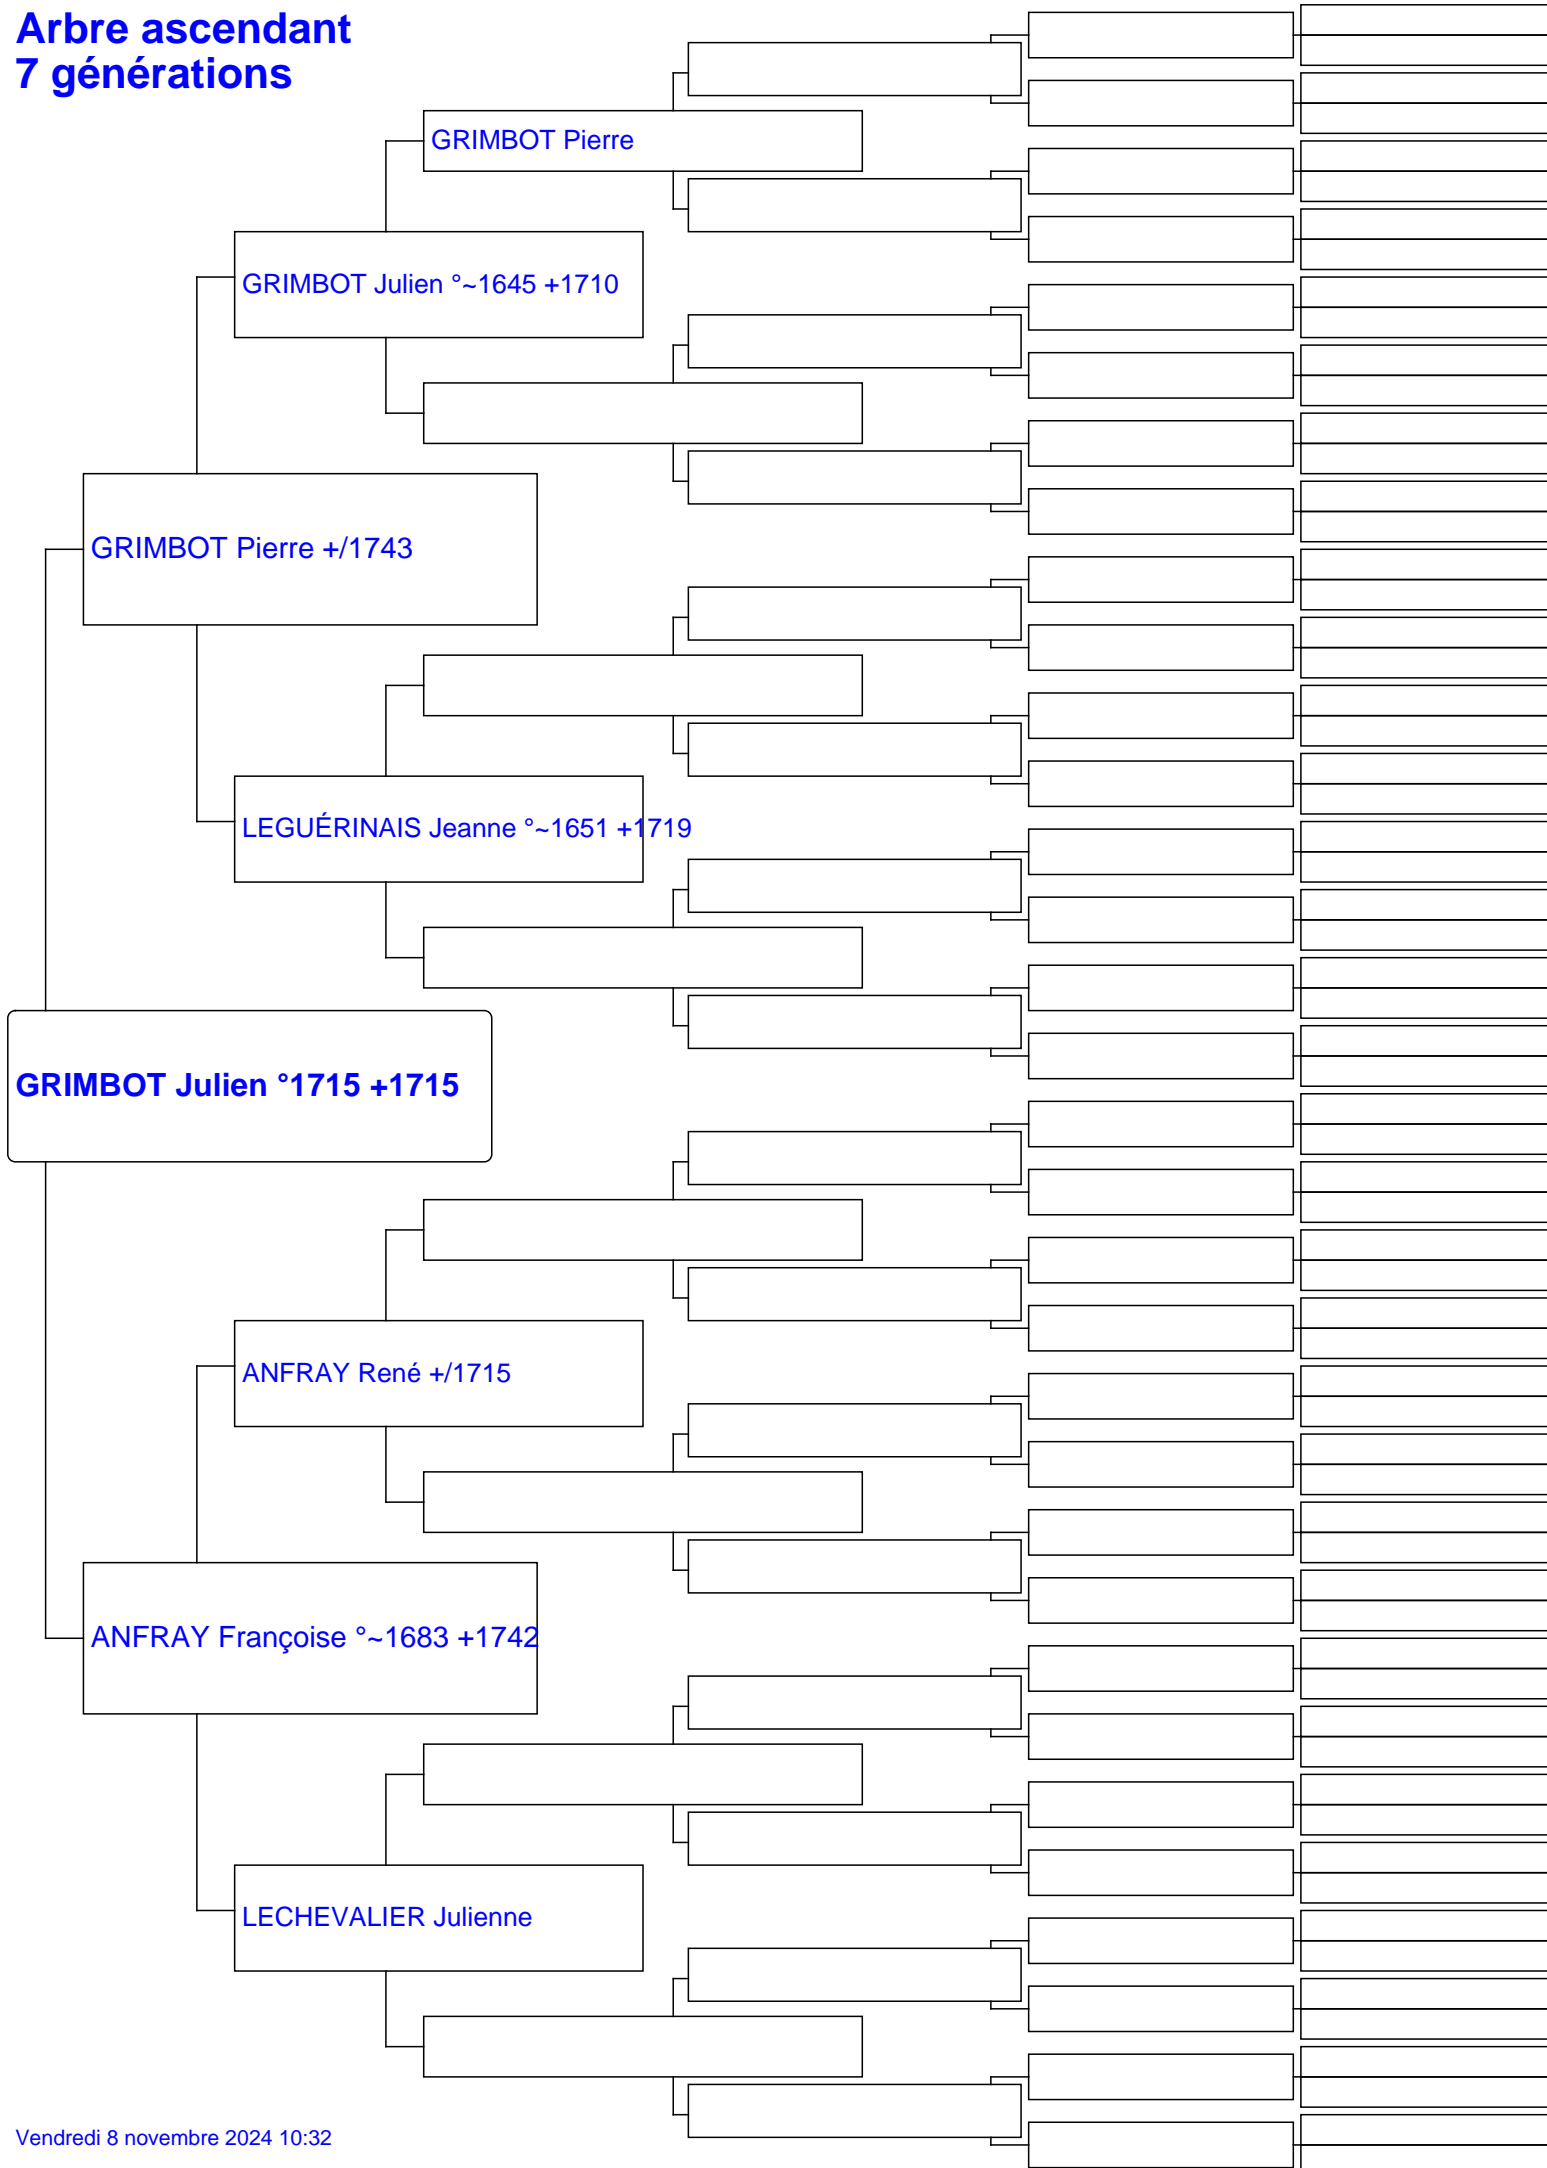 Arbre ascendant
7 générations
GRIMBOT Pierre
GRIMBOT Julien °~1645 +1710
GRIMBOT Pierre +/1743
LEGUÉRINAIS Jeanne °~1651 +1719
GRIMBOT Julien °1715 +1715
ANFRAY René +/1715
ANFRAY Françoise °~1683 +1742
LECHEVALIER Julienne
Vendredi 8 novembre 2024 10:32